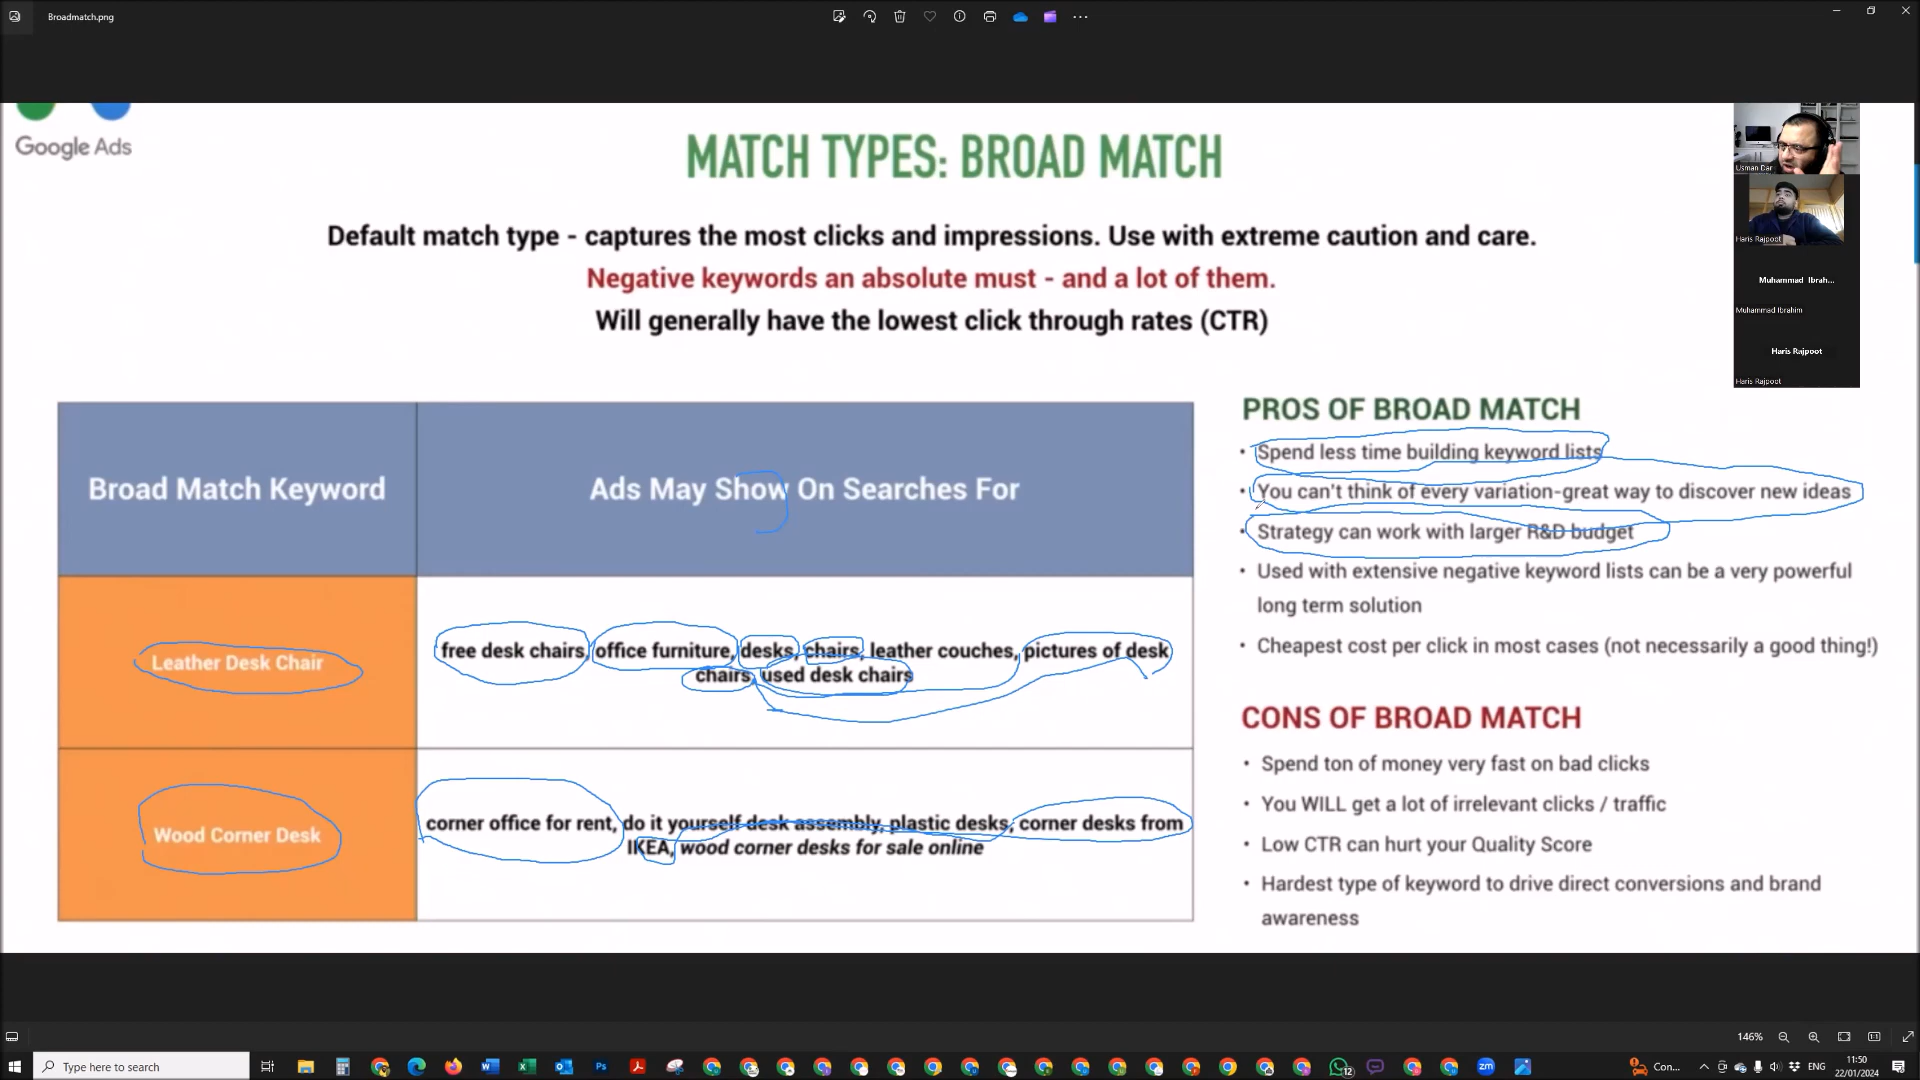 Broadmatch.png
Google Ads
MATCH TYPES: BROAD MATCH
Default match type - captures the most clicks and impressions. Use with extreme caution and care.
Negative keywords an absolute must - and a lot of them.
Will generally have the lowest click through rates (CTR)
Usman Dar
Haris Rajpoot
Muhammad Ibrah...
Muhammad Ibrahim
Haris Rajpoot
Haris Rajpoot
Broad Match Keyword
Ads May Show On Searches For
Leather Desk Chair
free desk chairs, office furniture, desks, chairs, leather couches, pictures of desk
chairs, used desk chairs
Wood Corner Desk
corner office for rent, do it yourself desk assembly, plastic desks, corner desks from
IKEA, wood corner desks for sale online
PROS OF BROAD MATCH
• Spend less time building keyword lists
• You can't think of every variation-great way to discover new ideas
• Strategy can work with larger R&D budget
• Used with extensive negative keyword lists can be a very powerful
long term solution
• Cheapest cost per click in most cases (not necessarily a good thing!)
CONS OF BROAD MATCH
• Spend ton of money very fast on bad clicks
• You WILL get a lot of irrelevant clicks / traffic
• Low CTR can hurt your Quality Score
• Hardest type of keyword to drive direct conversions and brand
awareness
146%
Type here to search
12
zm
Con...
ENG
11:50
22/01/2024